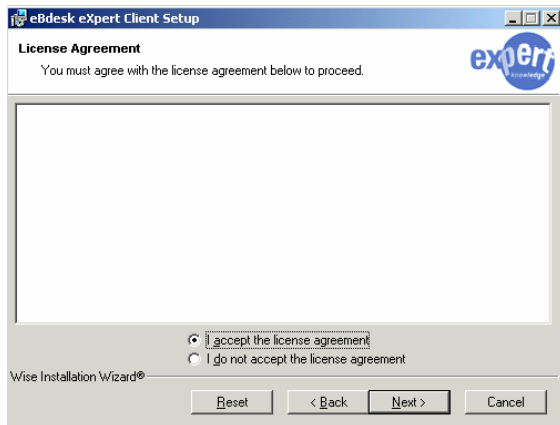 eBdesk eXpert Client Setup
License Agreement
You must agree with the license agreement below to proceed.
expert
knowledge
I accept the license agreement
I do not accept the license agreement
Wise Installation Wizard®
Reset
< Back
Next >
Cancel